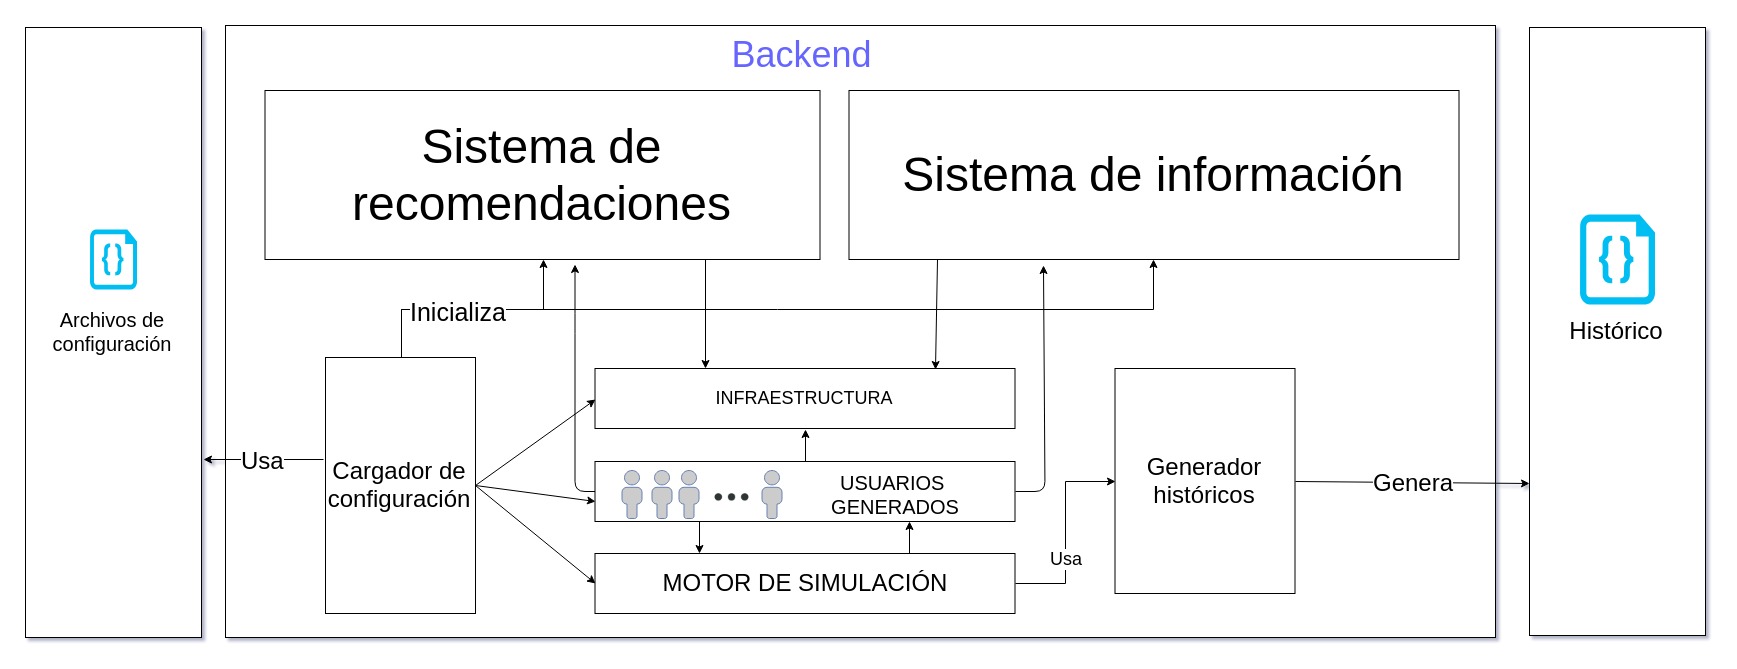 Backend
Sistema de
recomendaciones
Sistema de información
{}
Archivos de
configuración
{}
Histórico
Inicializa
INFRAESTRUCTURA
Usa
Cargador de
configuración
USUARIOS
GENERADOS
Generador
históricos
Genera
Usa
MOTOR DE SIMULACIÓN